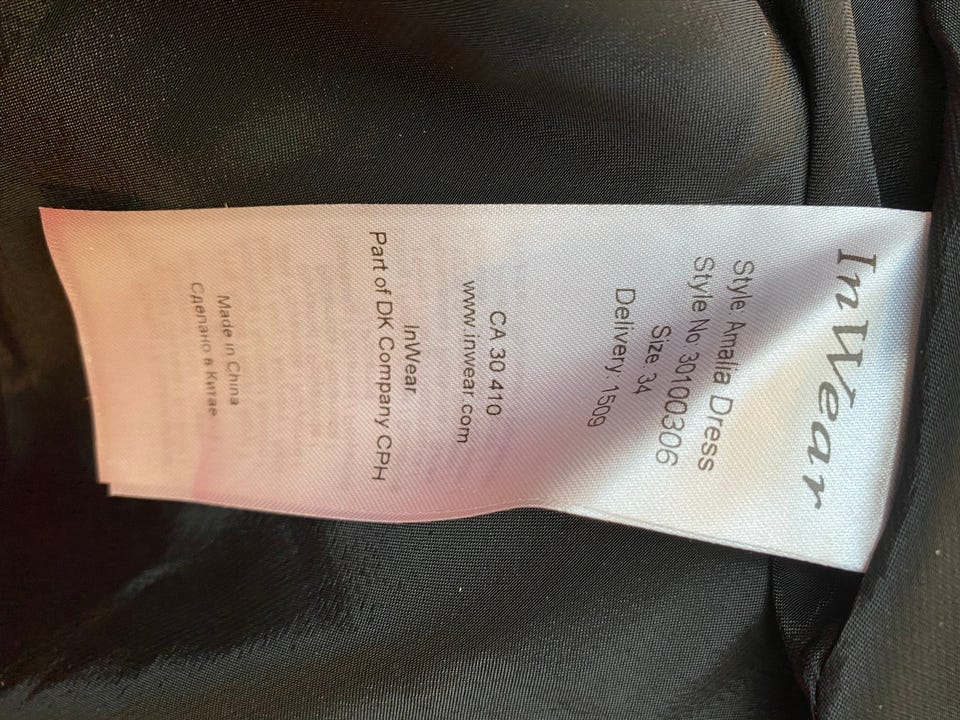 InWear
Style: Amalia Dress
Style No 30100306
Size 34
Delivery: 1509
CA 30 410
www.inwear.com
InWear
Part of DK Company CPH
Made in China
Сделано в Китае